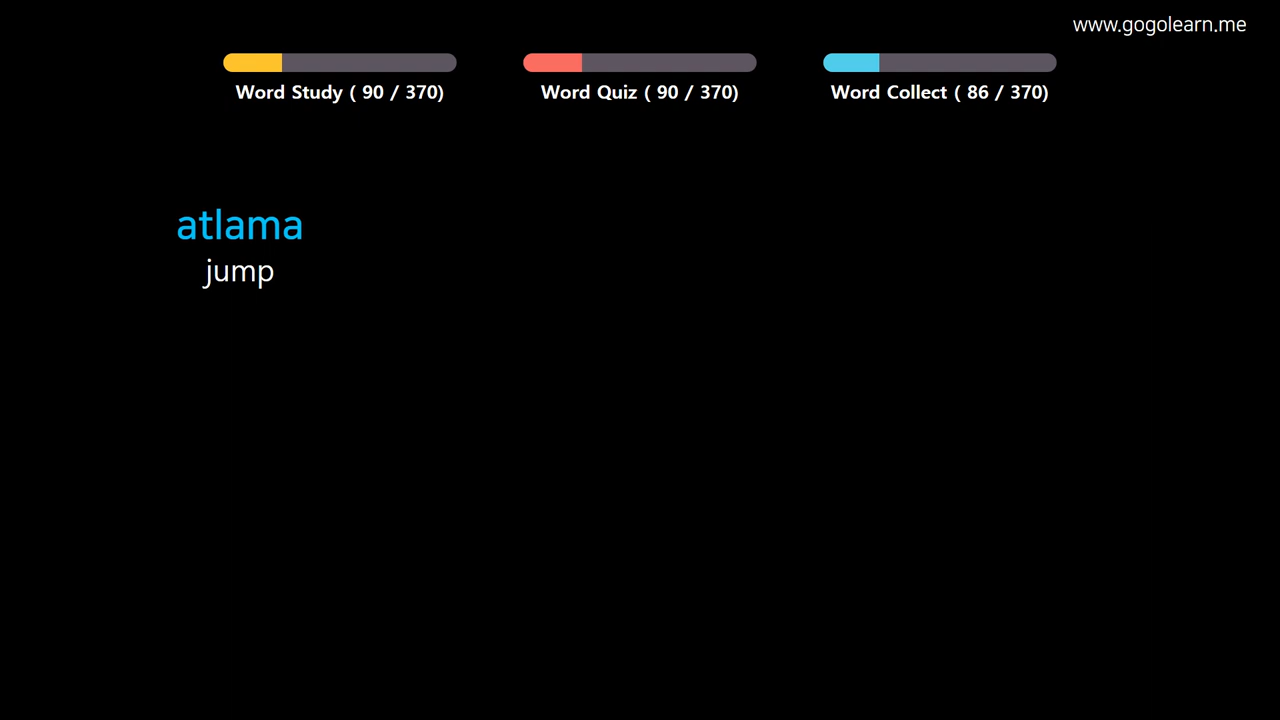 www.gogolearn.me
Word Study ( 90 / 370)
Word Quiz ( 90 / 370)
Word Collect ( 86 / 370)
atlama
jump